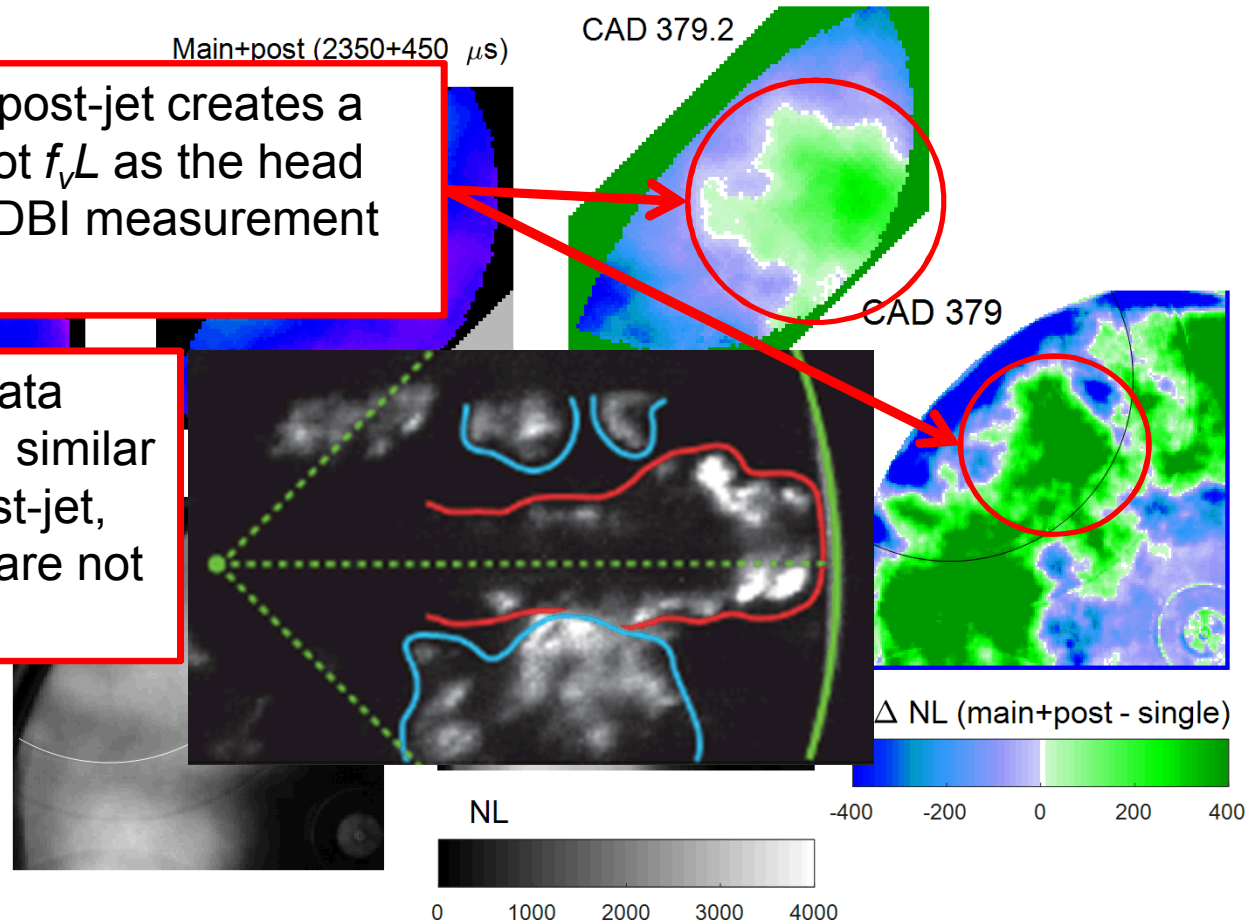 Main+post (2350+450 μs)
CAD 379.2
post-jet creates a
ot fvL as the head
DBI measurement
CAD 379
ata
similar
st-jet,
are not
Δ NL (main+post - single)
-400 -200 0 200 400
NL
0 1000 2000 3000 4000